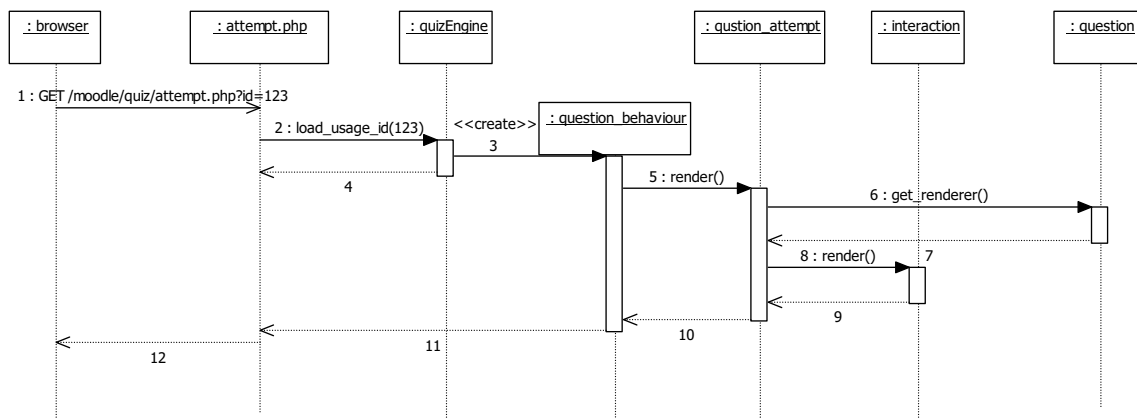 : browser
: attempt.php
: quizEngine
: qustion_attempt
: interaction
: question
1 : GET /moodle/quiz/attempt.php?id=123
2 : load_usage_id(123)
<<create>>
: question_behaviour
3
4
5 : render()
6 : get_renderer()
7
8 : render()
9
10
11
12